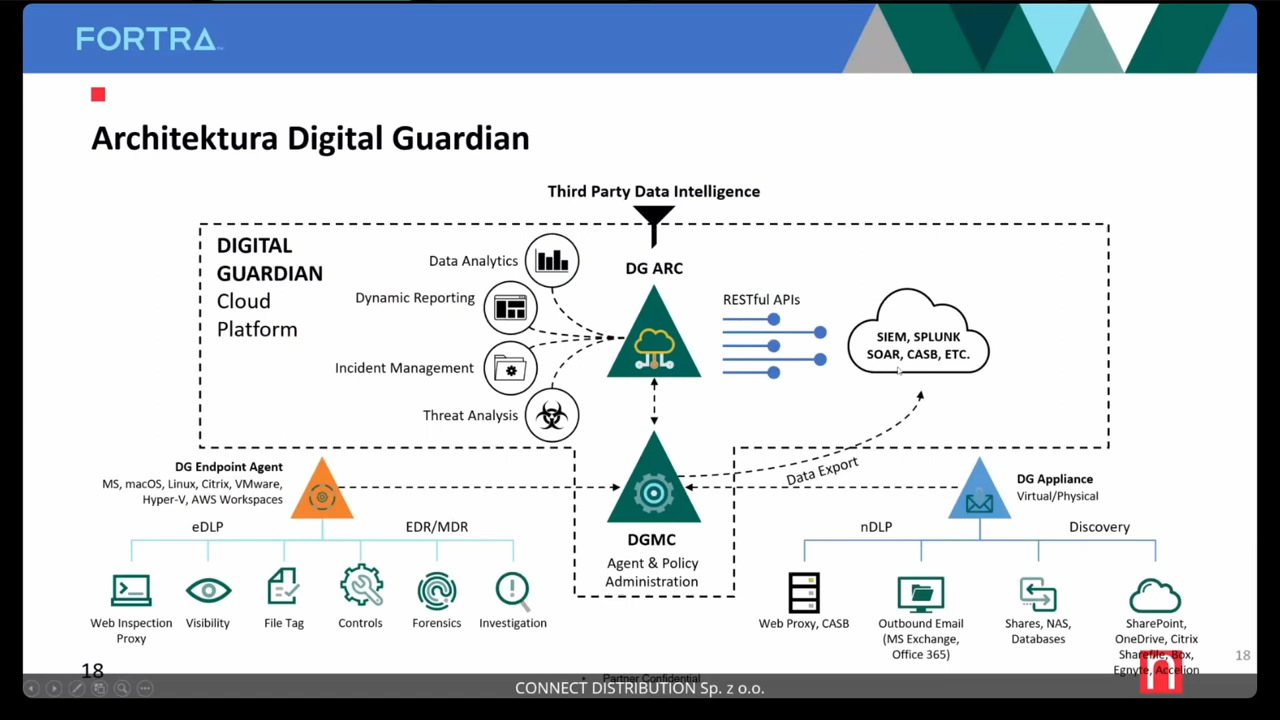 FORTRA
Architektura Digital Guardian
Third Party Data Intelligence
DIGITAL
GUARDIAN
Cloud
Platform
Data Analytics
Dynamic Reporting
Incident Management
Threat Analysis
DG ARC
RESTful APIs
SIEM, SPLUNK
SOAR, CASB, ETC.
DG Endpoint Agent
MS, macOS, Linux, Citrix, VMware,
Hyper-V, AWS Workspaces
eDLP
EDR/MDR
Web Inspection
Proxy
Visibility
File Tag
Controls
Forensics
Investigation
DGMC
Agent & Policy
Administration
Data Export
DG Appliance
Virtual/Physical
nDLP
Discovery
Web Proxy, CASB
Outbound Email
(MS Exchange,
Office 365)
Shares, NAS,
Databases
SharePoint,
OneDrive, Citrix
Sharefile, Box,
Egnyte, Accelion
18
18
Partner Confidential
CONNECT DISTRIBUTION Sp. z o.o.